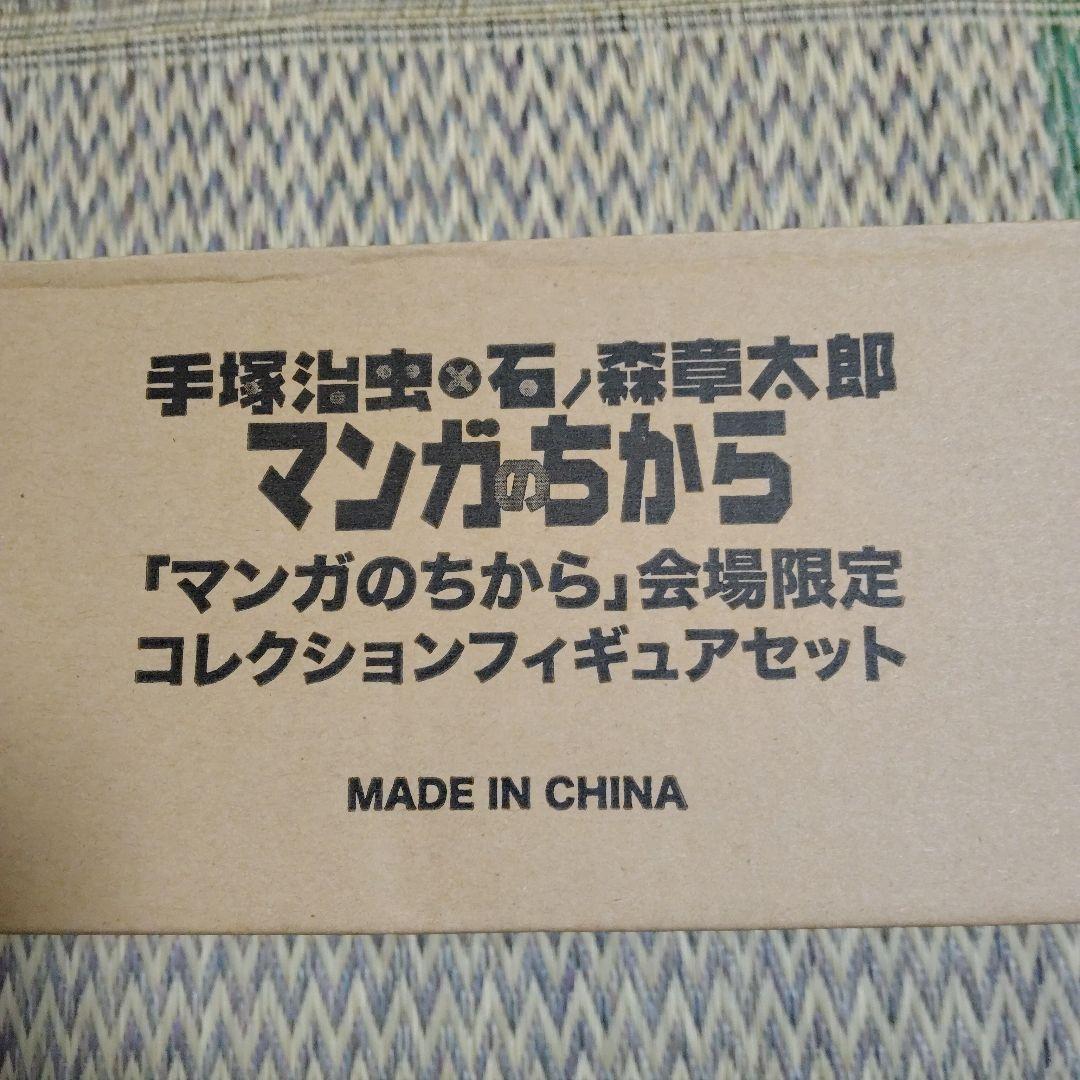 手塚治虫×石ノ森章太郎
マンガのちから
「マンガのちから」会場限定
コレクションフィギュアセット
MADE IN CHINA